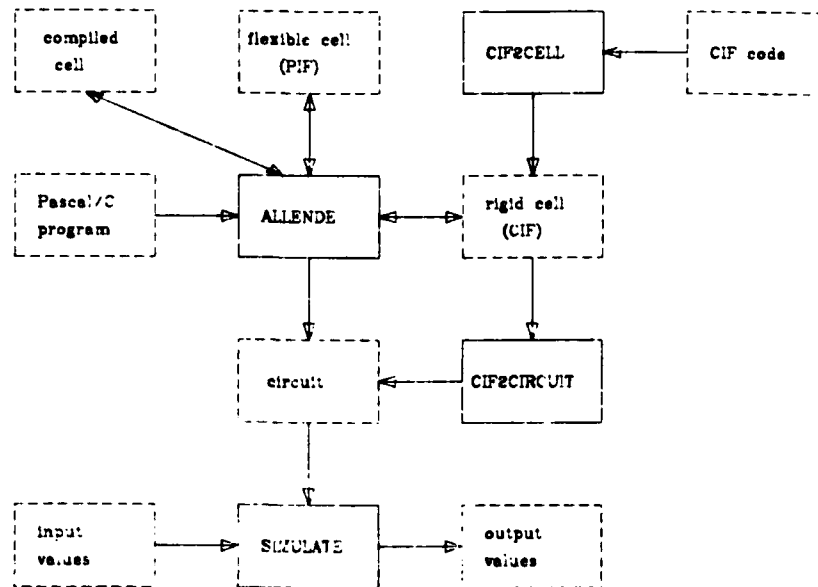 compiled
cell
flexible cell
(PIF)
CIF2CELL
CIF code
Pascal/C
program
ALLENDE
rigid cell
(CIF)
circuit
CIF2CIRCUIT
input
values
SIMULATE
output
values